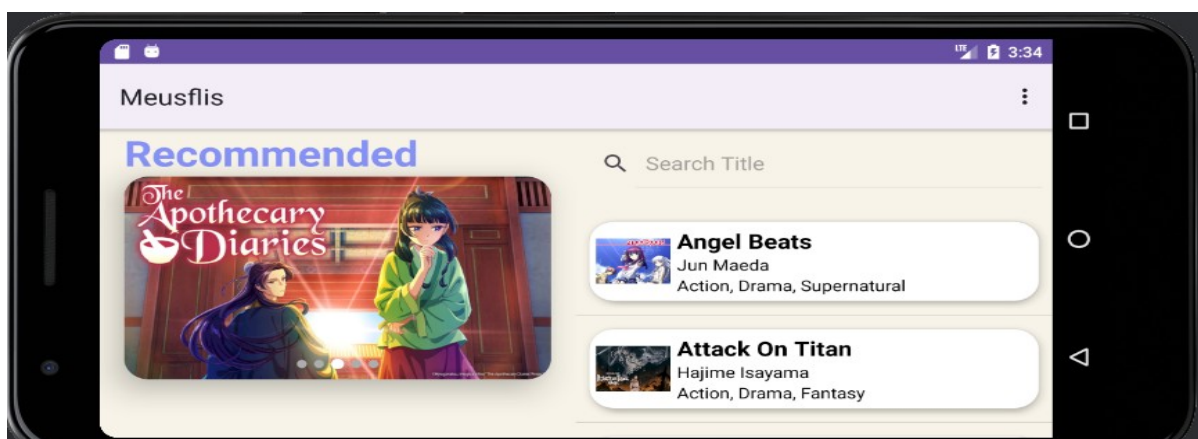 LTE 3:34
Meusflis
Recommended
The
Apothecary
Diaries
Search Title
Angel Beats
Jun Maeda
Action, Drama, Supernatural
Attack On Titan
Hajime Isayama
Action, Drama, Fantasy